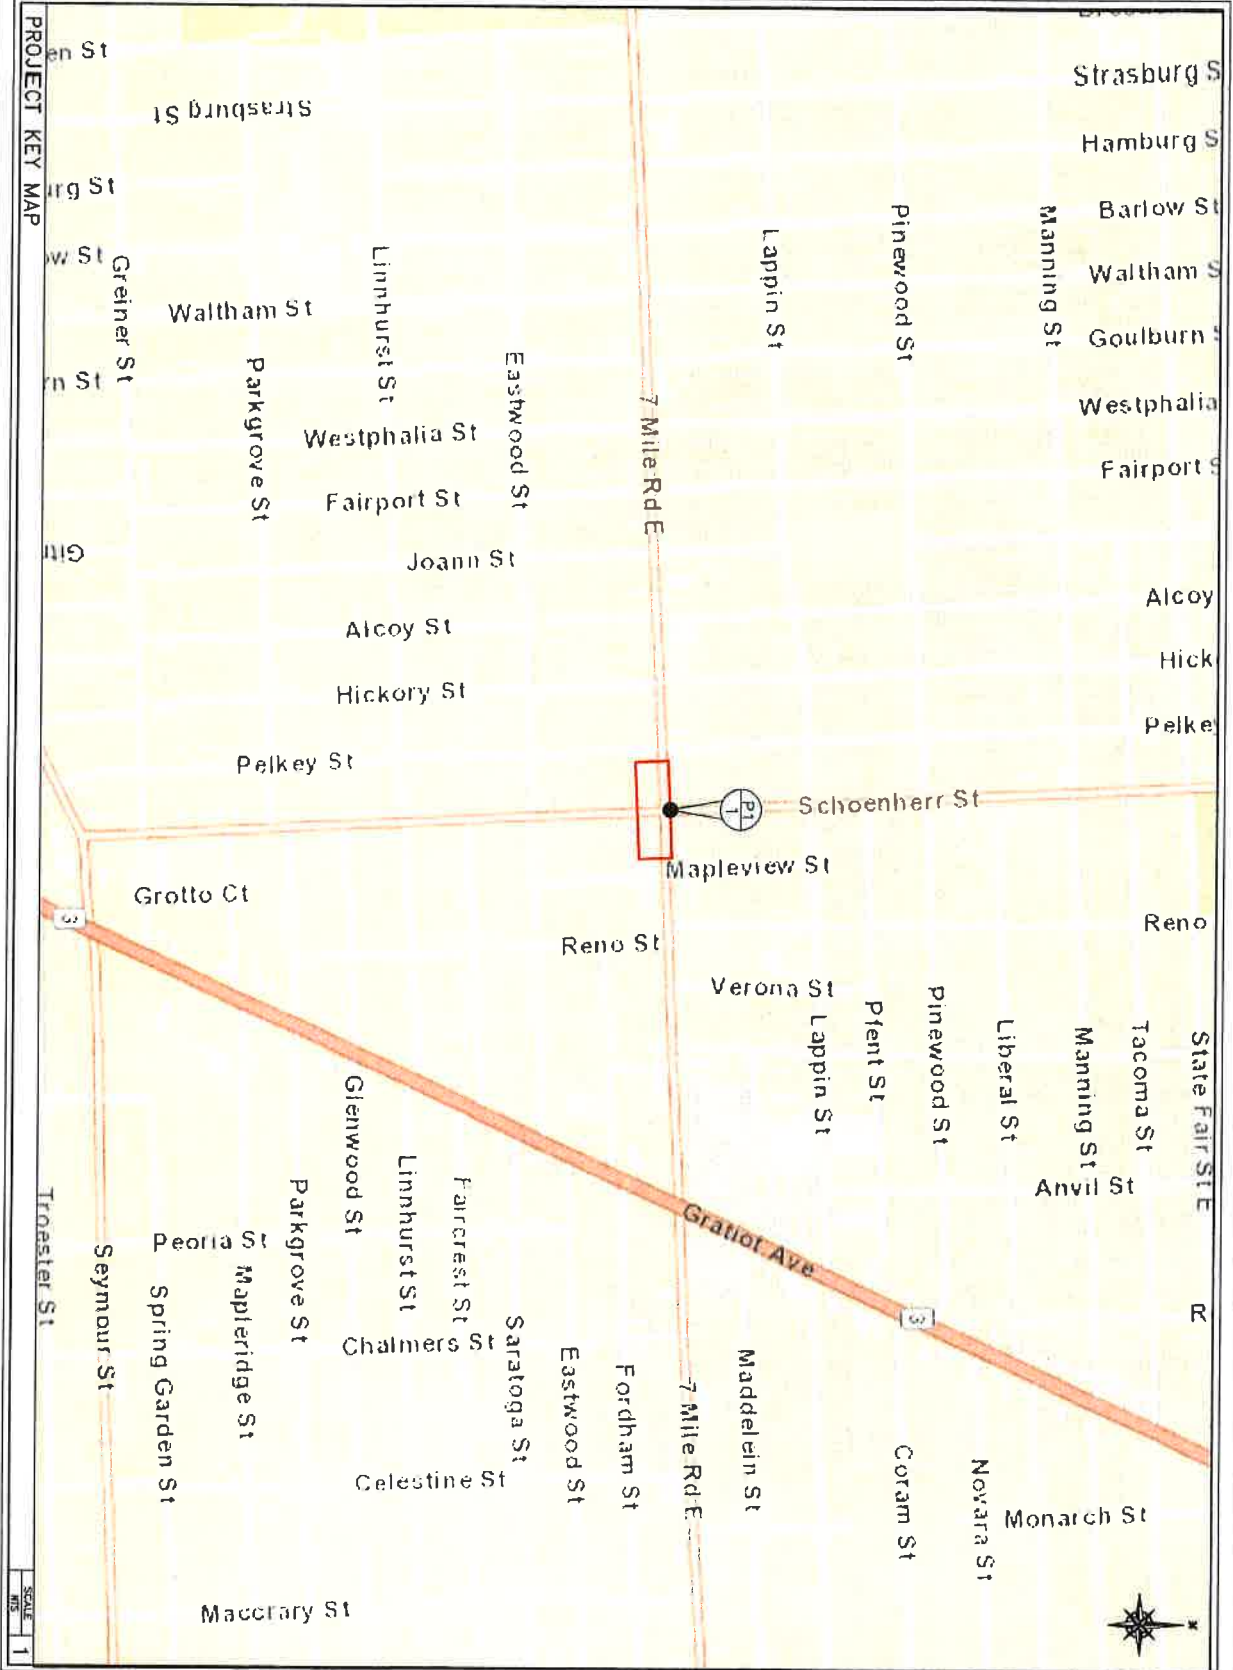 Strasburg S
en St
Strasburg St
Hamburg S
urg St
Barlow St
Pinewood St
Manning St
Lappin St
Linnhurst St
Greiner St
ow St
Waltham S
Waltham St
Goulburn
Eastwood St
Parkgrove St
rn St
7 Mile Rd E
Westphalia
Westphalia St
Fairport S
Fairport St
Joann St
Alcoy
Alcoy St
Hick
Hickory St
Pelke
Pelkey St
P1
1
Schoenherr St
Mapleview St
Grotto Ct
3
Reno St
Reno
Verona St
Lappin St
Pfent St
Pinewood St
Liberal St
Manning St
Tacoma St
State Fair St E
Glenwood St
Linnhurst St
Faircrest St
Parkgrove St
Anvil St
Gratiot Ave
Troester St
Seymour St
Peoria St
Spring Garden St
Mapleridge St
3
R
Chalmers St
Saratoga St
Eastwood St
Fordham St
7 Mile Rd E
Maddelein St
Celestine St
Coram St
Novara St
Monarch St
Maccrary St
PROJECT KEY MAP
SCALE
NTS
1